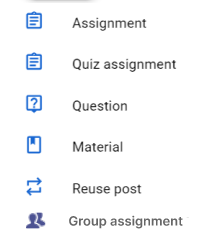 Assignment
Quiz assignment
Question
Material
Reuse post
Group assignment